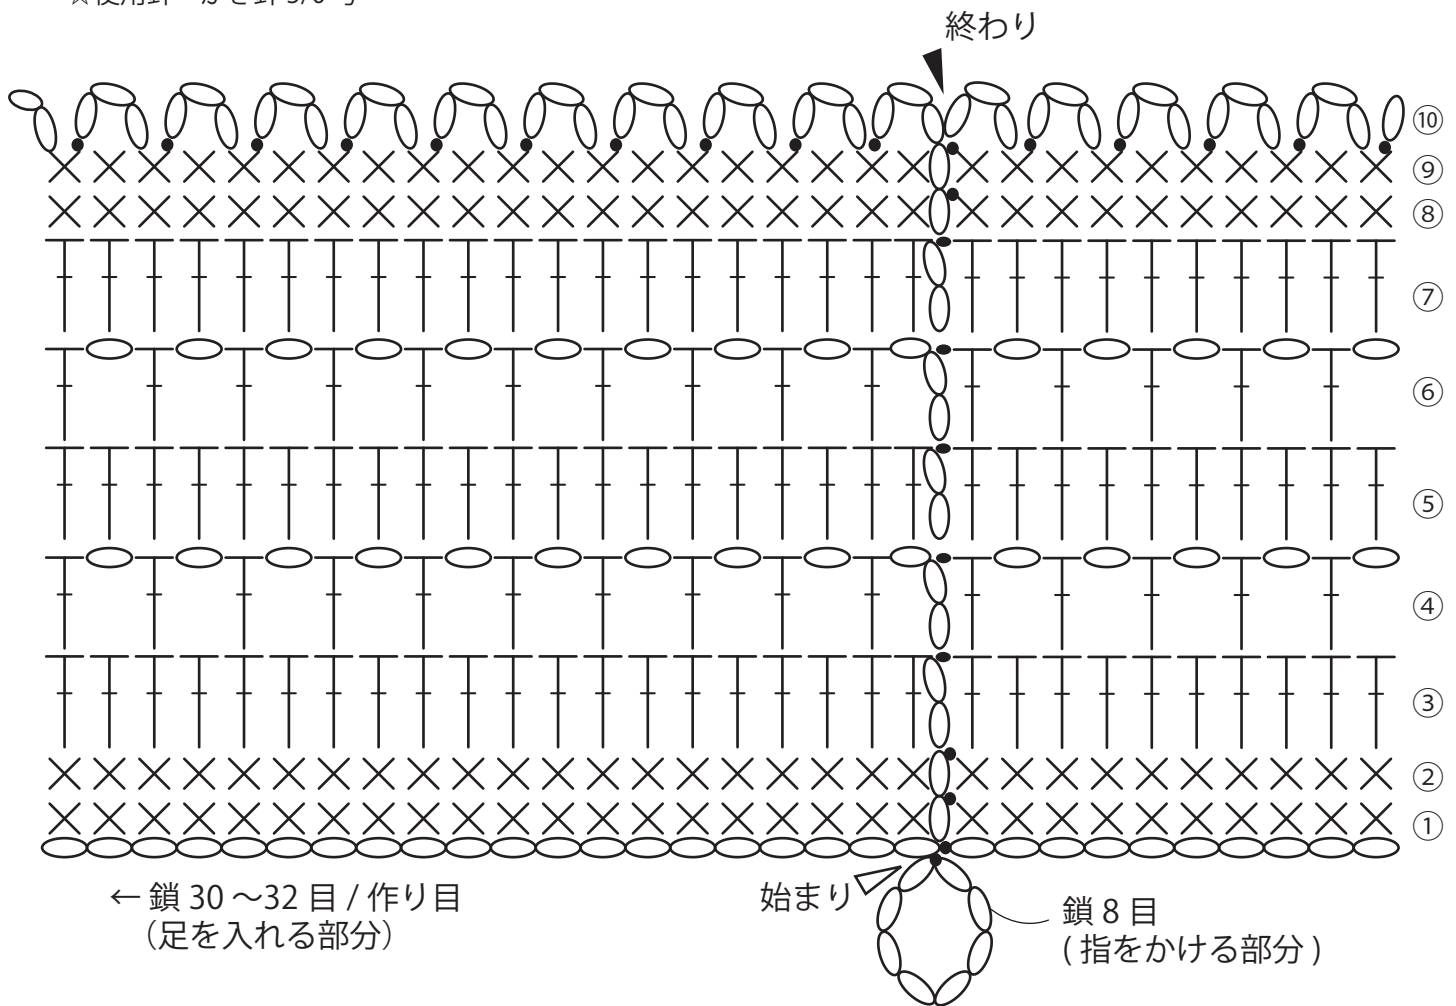 終わり
⑩
⑨
⑧
⑦
⑥
⑤
④
③
②
①
← 鎖 30 ～32 目 / 作り目
（足を入れる部分）
始まり
鎖 8 目
( 指をかける部分 )